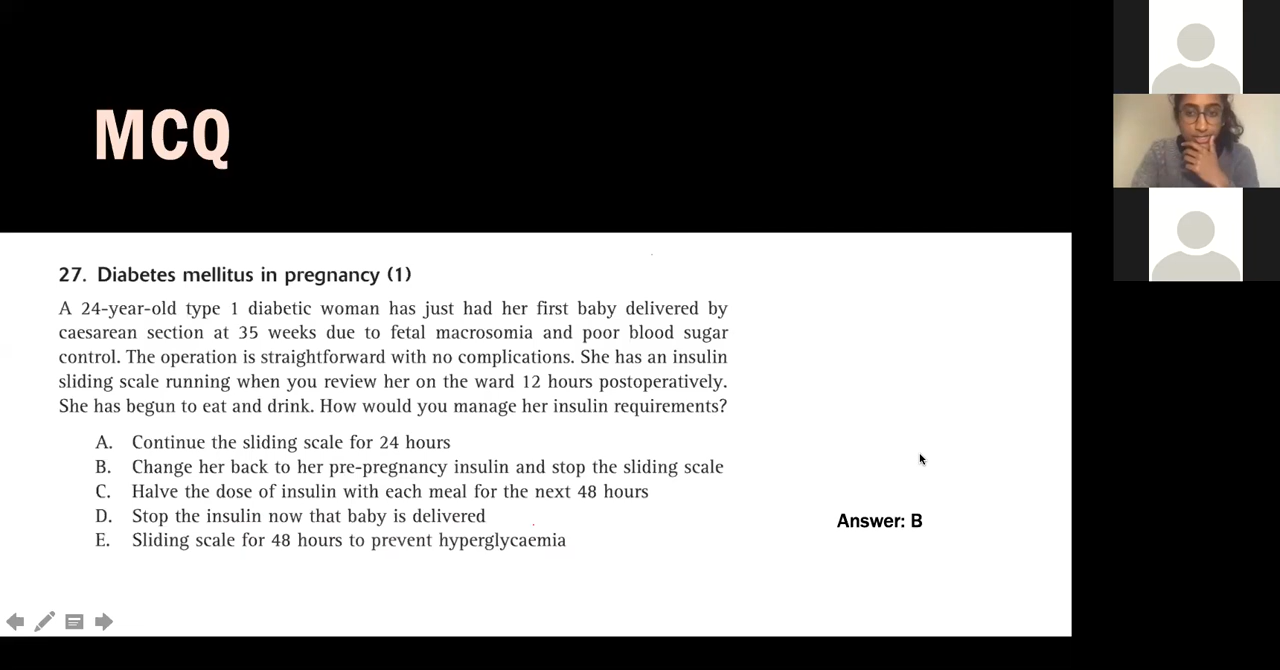 MCQ
27. Diabetes mellitus in pregnancy (1)
A 24-year-old type 1 diabetic woman has just had her first baby delivered by
caesarean section at 35 weeks due to fetal macrosomia and poor blood sugar
control. The operation is straightforward with no complications. She has an insulin
sliding scale running when you review her on the ward 12 hours postoperatively.
She has begun to eat and drink. How would you manage her insulin requirements?
A. Continue the sliding scale for 24 hours
B. Change her back to her pre-pregnancy insulin and stop the sliding scale
C. Halve the dose of insulin with each meal for the next 48 hours
D. Stop the insulin now that baby is delivered
E. Sliding scale for 48 hours to prevent hyperglycaemia
Answer: B